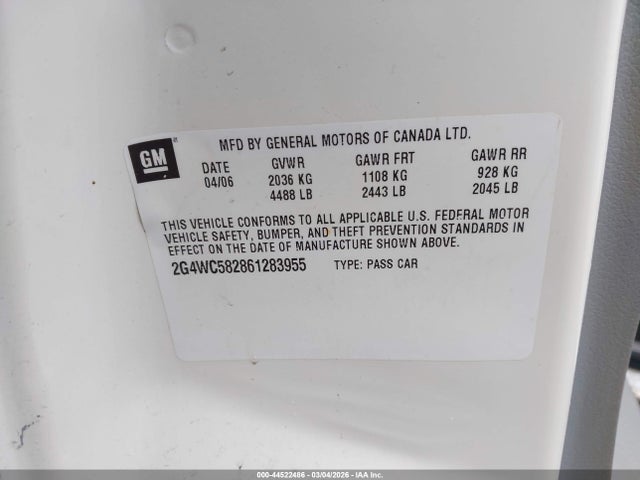 GM
MFD BY GENERAL MOTORS OF CANADA LTD.
DATE GVWR GAWR FRT GAWR RR
04/06 2036 KG 1108 KG 928 KG
4488 LB 2443 LB 2045 LB
THIS VEHICLE CONFORMS TO ALL APPLICABLE U.S. FEDERAL MOTOR
VEHICLE SAFETY, BUMPER, AND THEFT PREVENTION STANDARDS IN
EFFECT ON THE DATE OF MANUFACTURE SHOWN ABOVE.
2G4WC582861283955 TYPE: PASS CAR
000-44522486 - 03/04/2026 - IAA Inc.